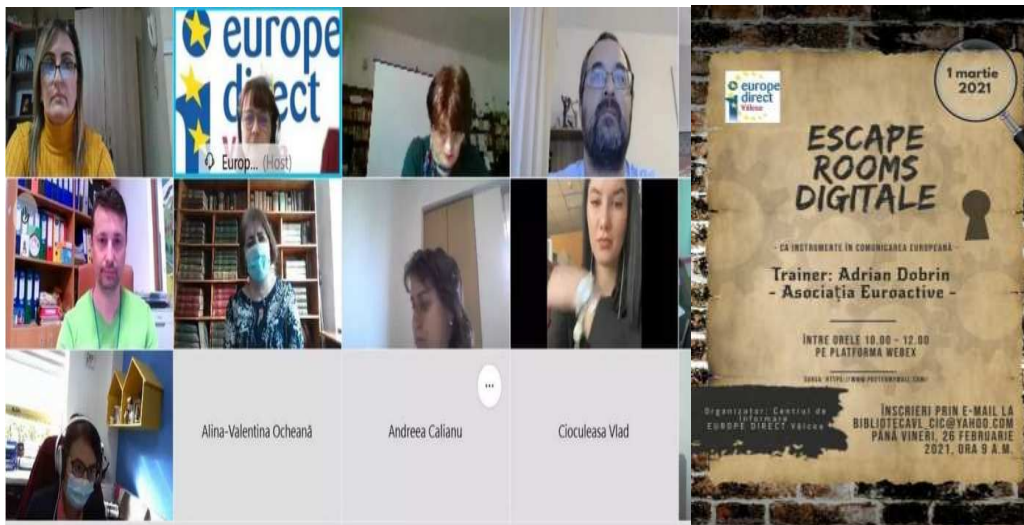 europe
direct
Europ... (Host)
Alina-Valentina Ocheană
Andreea Calianu
Cioculeasa Vlad
1 martie
2021
europe
direct
Vâlcea
ESCAPE
ROOMS
DIGITALE
- CA INSTRUMENTE ÎN COMUNICAREA EUROPEANĂ -
Trainer: Adrian Dobrin
- Asociația Euroactive -
ÎNTRE ORELE 10.00 - 12.00
PE PLATFORMA WEBEX
Organizator: Centrul de
Informare
EUROPE DIRECT Vâlcea
ÎNSCRIERI PRIN E-MAIL LA
BIBLIOTECAVL_CIC@YAHOO.COM
PÂNĂ VINERI, 26 FEBRUARIE
2021, ORA 9 A.M.